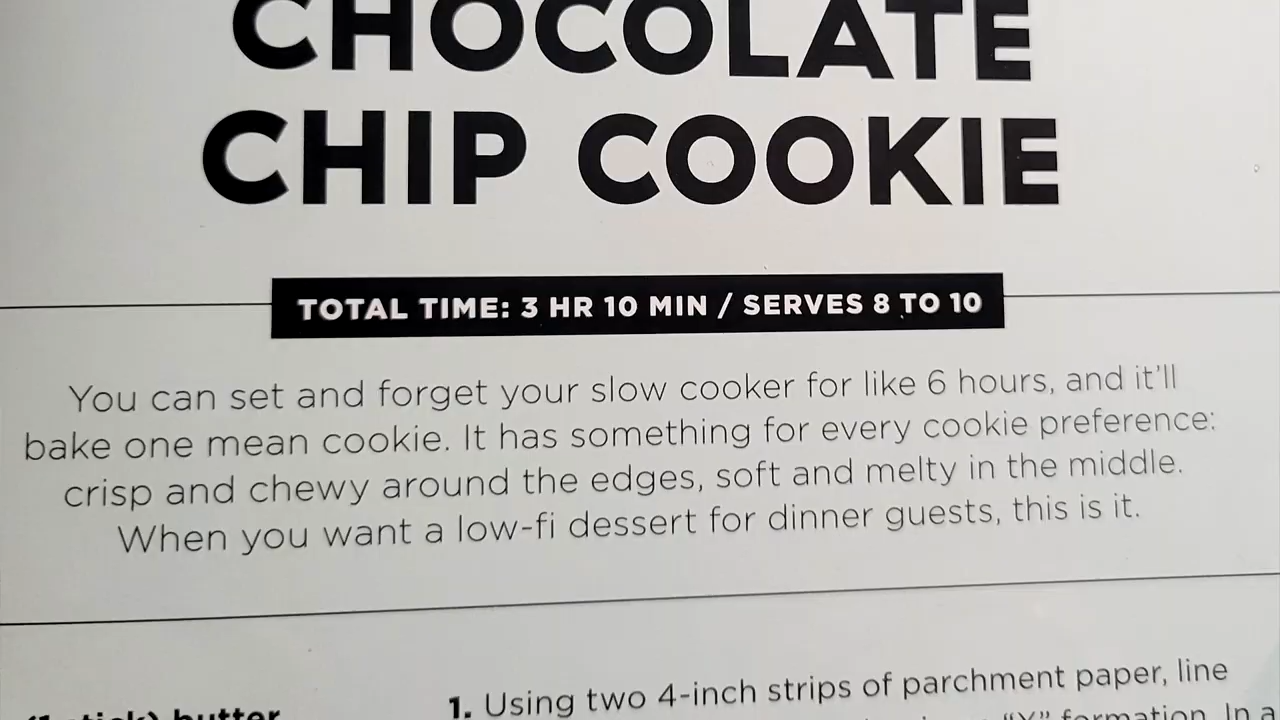 CHOCOLATE
CHIP COOKIE
TOTAL TIME: 3 HR 10 MIN / SERVES 8 TO 10
You can set and forget your slow cooker for like 6 hours, and it'll
bake one mean cookie. It has something for every cookie preference:
crisp and chewy around the edges, soft and melty in the middle.
When you want a low-fi dessert for dinner guests, this is it.
1. Using two 4-inch strips of parchment paper, line
butter
formation. In a